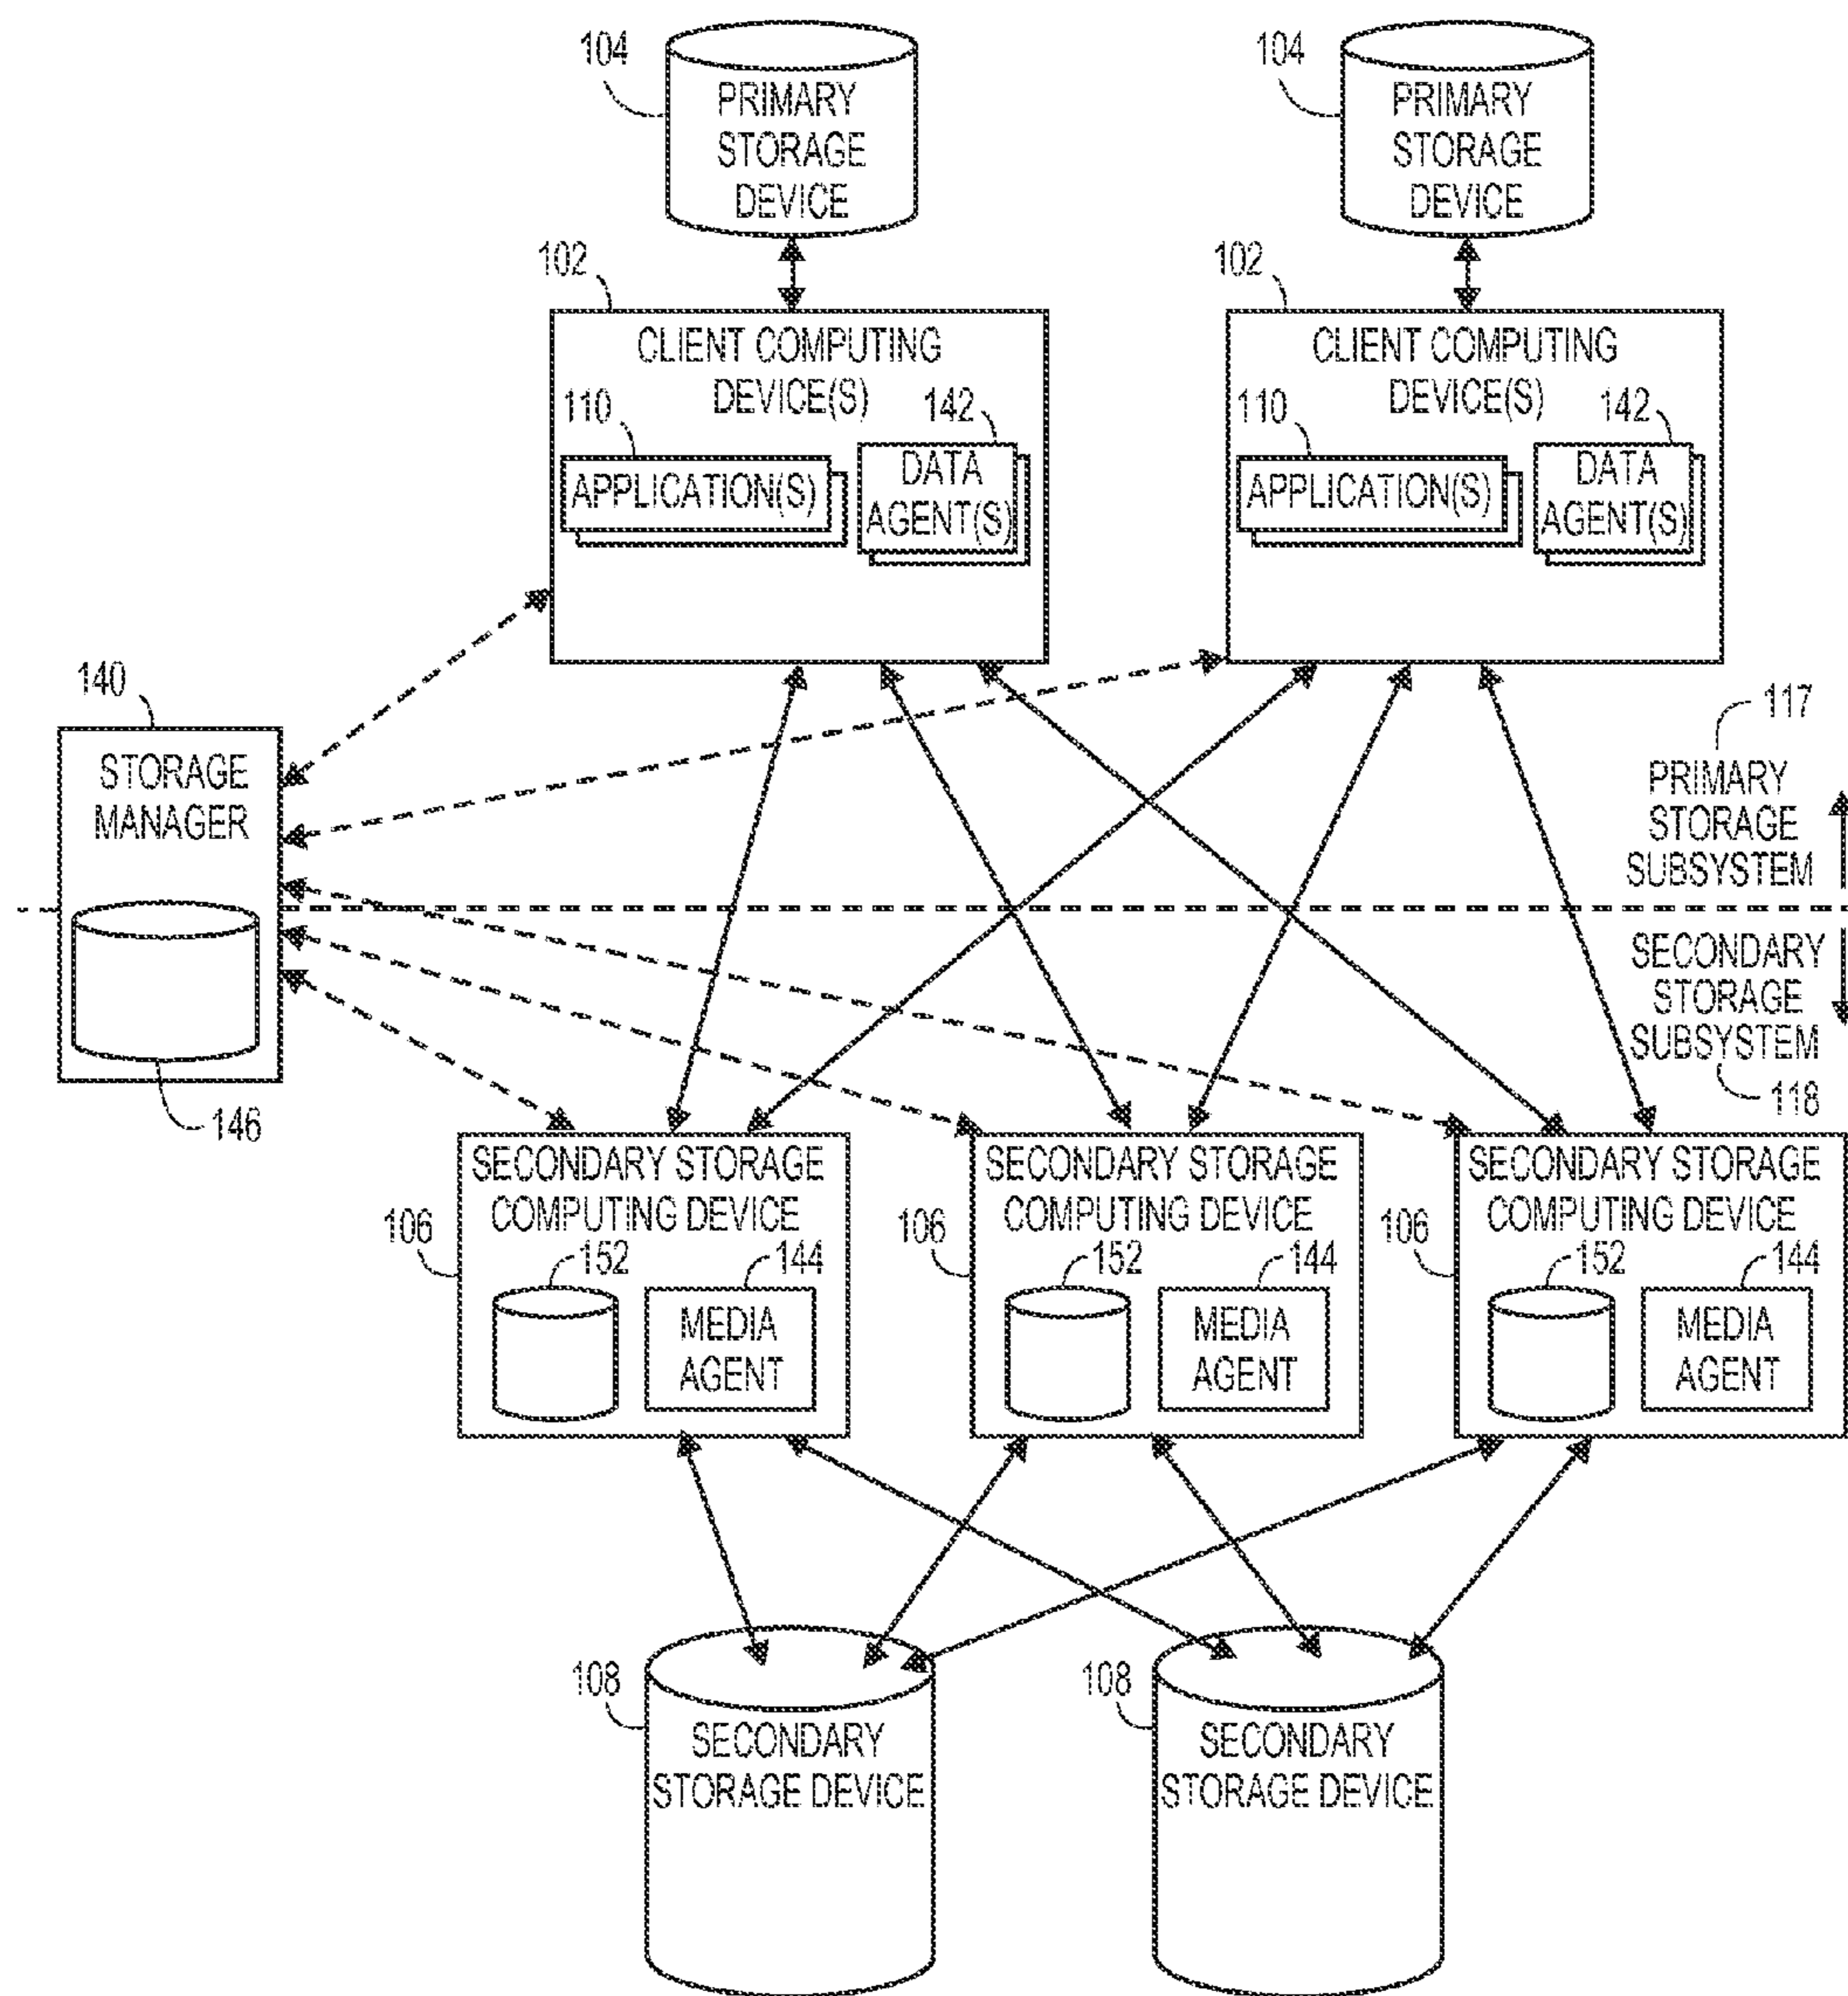 104
PRIMARY
STORAGE
DEVICE
104
PRIMARY
STORAGE
DEVICE
102
CLIENT COMPUTING
DEVICE(S)
110
142
APPLICATION(S)
DATA
AGENT(S)
102
CLIENT COMPUTING
DEVICE(S)
110
142
APPLICATION(S)
DATA
AGENT(S)
140
STORAGE
MANAGER
146
117
PRIMARY
STORAGE
SUBSYSTEM
SECONDARY
STORAGE
SUBSYSTEM
118
106
SECONDARY STORAGE
COMPUTING DEVICE
152
144
MEDIA
AGENT
106
SECONDARY STORAGE
COMPUTING DEVICE
152
144
MEDIA
AGENT
106
SECONDARY STORAGE
COMPUTING DEVICE
152
144
MEDIA
AGENT
108
SECONDARY
STORAGE DEVICE
108
SECONDARY
STORAGE DEVICE